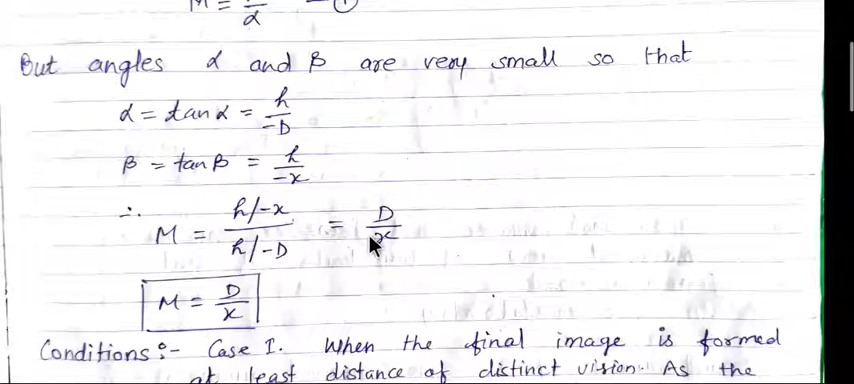 M = / α — ①
But angles α and β are very small so that
α = tan α = h / -D
β = tan β = h / -x
∴ M = h/-x / h/-D = D / x
M = D / x
Conditions :- Case I. When the final image is formed
at least distance of distinct vision. As the